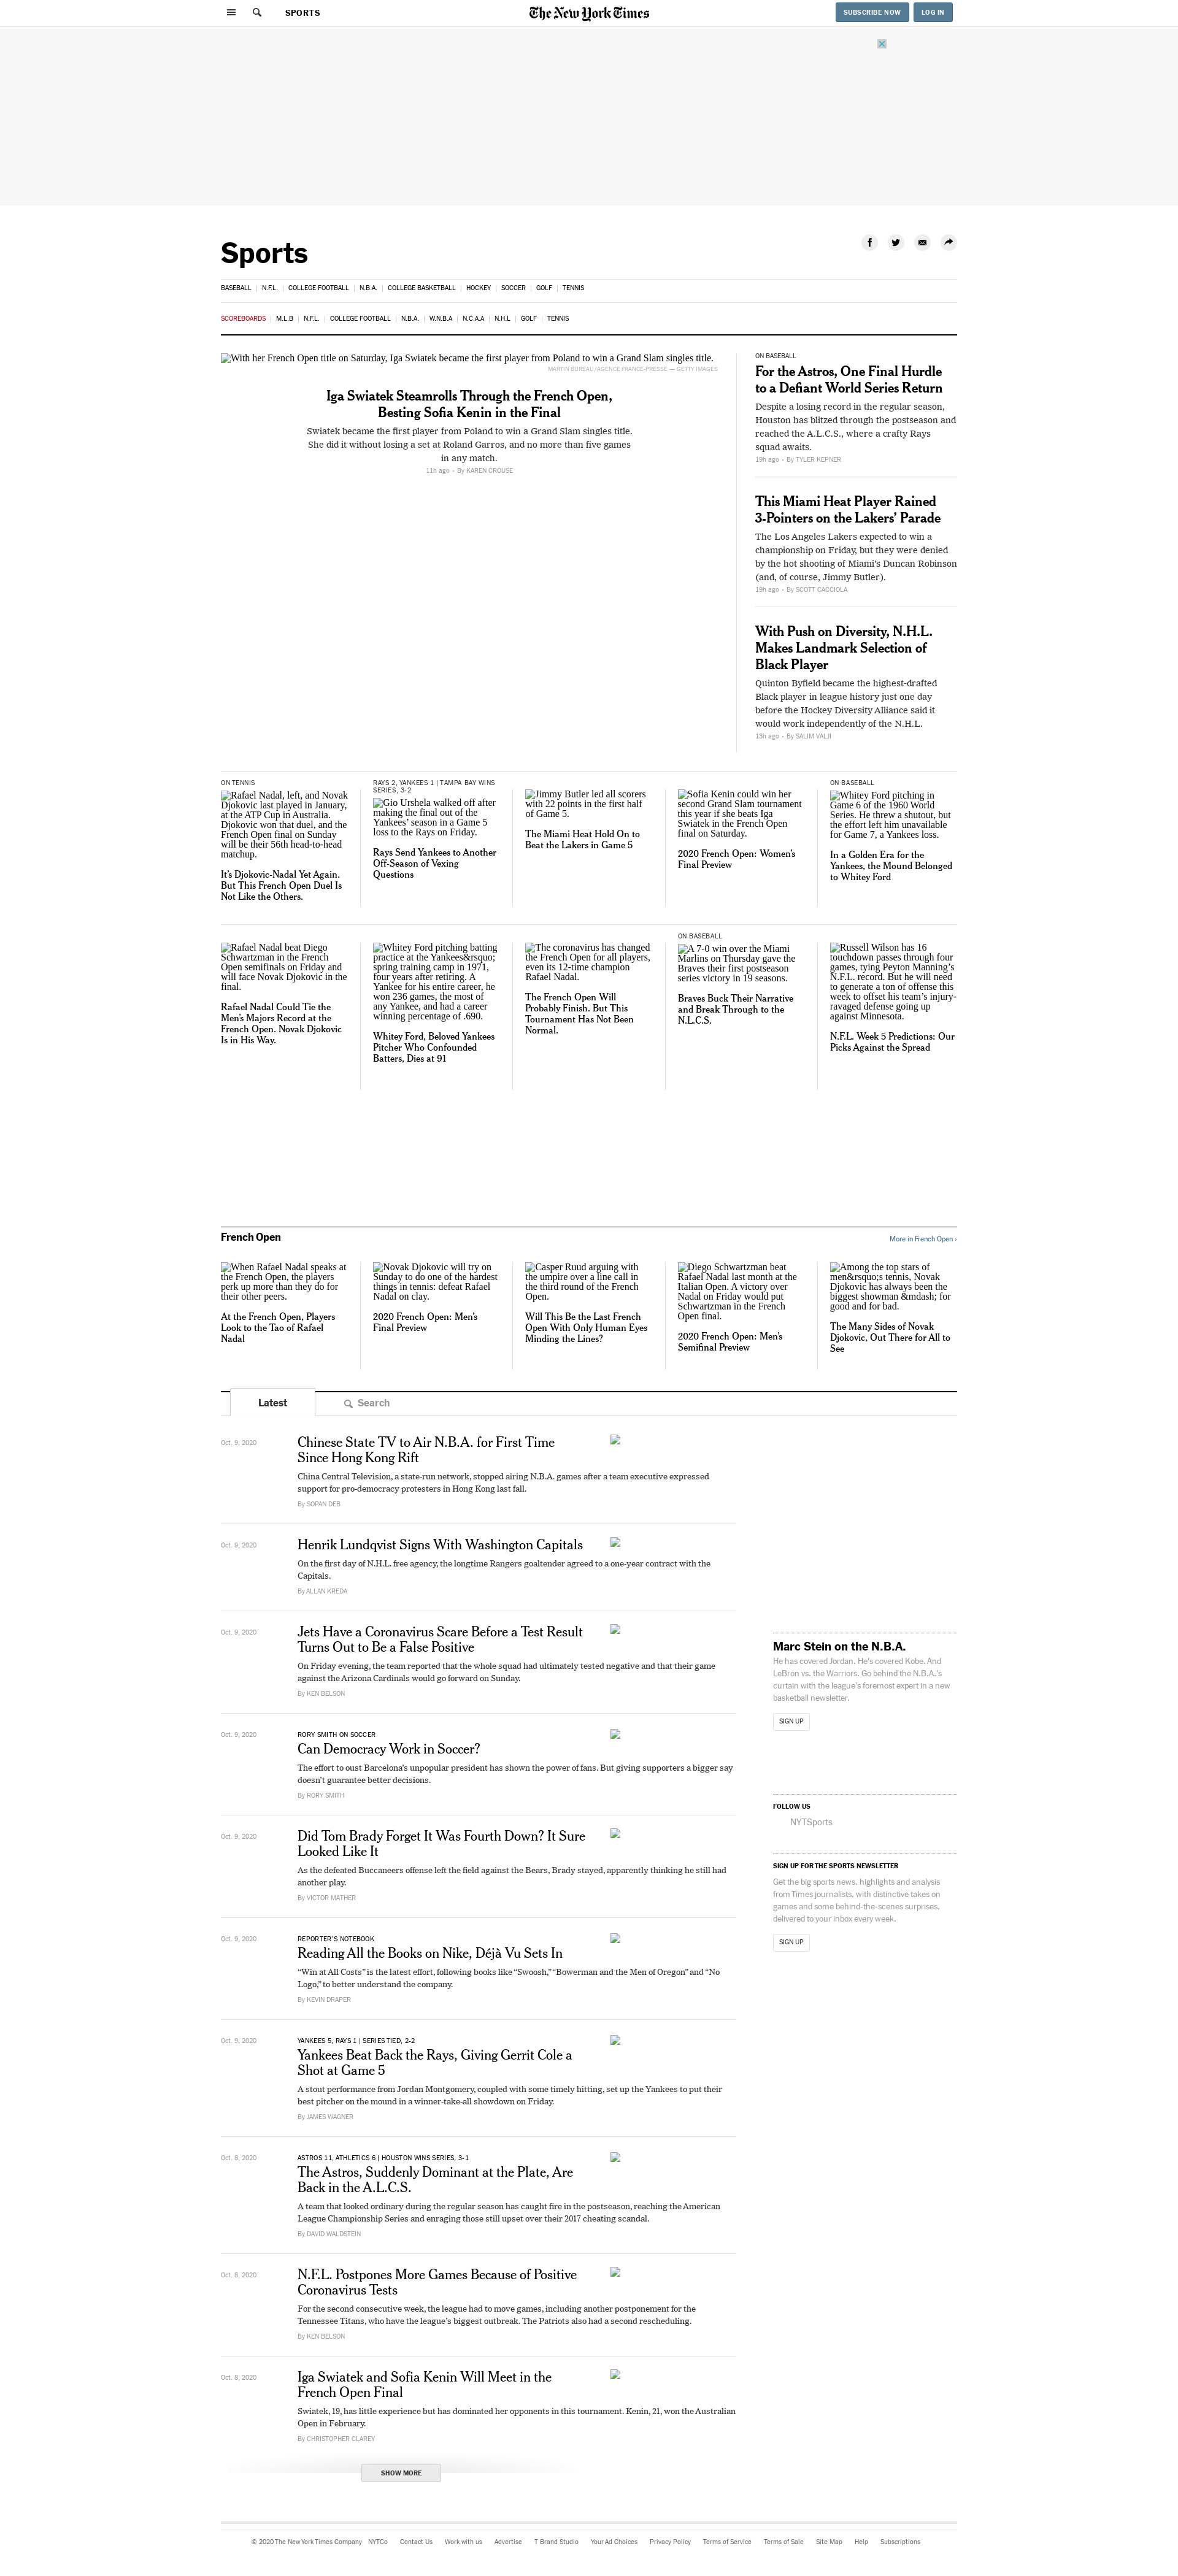 SPORTS
The New York Times
SUBSCRIBE NOW
LOG IN
Sports
BASEBALL | N.F.L. | COLLEGE FOOTBALL | N.B.A. | COLLEGE BASKETBALL | HOCKEY | SOCCER | GOLF | TENNIS
SCOREBOARDS | M.L.B | N.F.L. | COLLEGE FOOTBALL | N.B.A. | W.N.B.A | N.C.A.A | N.H.L | GOLF | TENNIS
With her French Open title on Saturday, Iga Swiatek became the first player from Poland to win a Grand Slam singles title.
MARTIN BUREAU/AGENCE FRANCE-PRESSE — GETTY IMAGES
Iga Swiatek Steamrolls Through the French Open,
Besting Sofia Kenin in the Final
Swiatek became the first player from Poland to win a Grand Slam singles title.
She did it without losing a set at Roland Garros, and no more than five games
in any match.
11h ago • By KAREN CROUSE
ON BASEBALL
For the Astros, One Final Hurdle
to a Defiant World Series Return
Despite a losing record in the regular season,
Houston has blitzed through the postseason and
reached the A.L.C.S., where a crafty Rays
squad awaits.
19h ago • By TYLER KEPNER
This Miami Heat Player Rained
3-Pointers on the Lakers’ Parade
The Los Angeles Lakers expected to win a
championship on Friday, but they were denied
by the hot shooting of Miami’s Duncan Robinson
(and, of course, Jimmy Butler).
19h ago • By SCOTT CACCIOLA
With Push on Diversity, N.H.L.
Makes Landmark Selection of
Black Player
Quinton Byfield became the highest-drafted
Black player in league history just one day
before the Hockey Diversity Alliance said it
would work independently of the N.H.L.
13h ago • By SALIM VALJI
ON TENNIS
Rafael Nadal, left, and Novak
Djokovic last played in January,
at the ATP Cup in Australia.
Djokovic won that duel, and the
French Open final on Sunday
will be their 56th head-to-head
matchup.
It’s Djokovic-Nadal Yet Again.
But This French Open Duel Is
Not Like the Others.
RAYS 2, YANKEES 1 | TAMPA BAY WINS
SERIES, 3-2
Gio Urshela walked off after
making the final out of the
Yankees’ season in a Game 5
loss to the Rays on Friday.
Rays Send Yankees to Another
Off-Season of Vexing
Questions
Jimmy Butler led all scorers
with 22 points in the first half
of Game 5.
The Miami Heat Hold On to
Beat the Lakers in Game 5
Sofia Kenin could win her
second Grand Slam tournament
this year if she beats Iga
Swiatek in the French Open
final on Saturday.
2020 French Open: Women’s
Final Preview
ON BASEBALL
Whitey Ford pitching in
Game 6 of the 1960 World
Series. He threw a shutout, but
the effort left him unavailable
for Game 7, a Yankees loss.
In a Golden Era for the
Yankees, the Mound Belonged
to Whitey Ford
Rafael Nadal beat Diego
Schwartzman in the French
Open semifinals on Friday and
will face Novak Djokovic in the
final.
Rafael Nadal Could Tie the
Men’s Majors Record at the
French Open. Novak Djokovic
Is in His Way.
Whitey Ford pitching batting
practice at the Yankees&rsquo;
spring training camp in 1971,
four years after retiring. A
Yankee for his entire career, he
won 236 games, the most of
any Yankee, and had a career
winning percentage of .690.
Whitey Ford, Beloved Yankees
Pitcher Who Confounded
Batters, Dies at 91
The coronavirus has changed
the French Open for all players,
even its 12-time champion
Rafael Nadal.
The French Open Will
Probably Finish. But This
Tournament Has Not Been
Normal.
ON BASEBALL
A 7-0 win over the Miami
Marlins on Thursday gave the
Braves their first postseason
series victory in 19 seasons.
Braves Buck Their Narrative
and Break Through to the
N.L.C.S.
Russell Wilson has 16
touchdown passes through four
games, tying Peyton Manning’s
N.F.L. record. But he will need
to generate a ton of offense this
week to offset his team’s injury-
ravaged defense going up
against Minnesota.
N.F.L. Week 5 Predictions: Our
Picks Against the Spread
French Open
More in French Open ›
When Rafael Nadal speaks at
the French Open, the players
perk up more than they do for
their other peers.
At the French Open, Players
Look to the Tao of Rafael
Nadal
Novak Djokovic will try on
Sunday to do one of the hardest
things in tennis: defeat Rafael
Nadal on clay.
2020 French Open: Men’s
Final Preview
Casper Ruud arguing with
the umpire over a line call in
the third round of the French
Open.
Will This Be the Last French
Open With Only Human Eyes
Minding the Lines?
Diego Schwartzman beat
Rafael Nadal last month at the
Italian Open. A victory over
Nadal on Friday would put
Schwartzman in the French
Open final.
2020 French Open: Men’s
Semifinal Preview
Among the top stars of
men&rsquo;s tennis, Novak
Djokovic has always been the
biggest showman &mdash; for
good and for bad.
The Many Sides of Novak
Djokovic, Out There for All to
See
Latest
Search
Oct. 9, 2020
Chinese State TV to Air N.B.A. for First Time
Since Hong Kong Rift
China Central Television, a state-run network, stopped airing N.B.A. games after a team executive expressed
support for pro-democracy protesters in Hong Kong last fall.
By SOPAN DEB
Oct. 9, 2020
Henrik Lundqvist Signs With Washington Capitals
On the first day of N.H.L. free agency, the longtime Rangers goaltender agreed to a one-year contract with the
Capitals.
By ALLAN KREDA
Oct. 9, 2020
Jets Have a Coronavirus Scare Before a Test Result
Turns Out to Be a False Positive
On Friday evening, the team reported that the whole squad had ultimately tested negative and that their game
against the Arizona Cardinals would go forward on Sunday.
By KEN BELSON
Oct. 9, 2020
RORY SMITH ON SOCCER
Can Democracy Work in Soccer?
The effort to oust Barcelona’s unpopular president has shown the power of fans. But giving supporters a bigger say
doesn’t guarantee better decisions.
By RORY SMITH
Oct. 9, 2020
Did Tom Brady Forget It Was Fourth Down? It Sure
Looked Like It
As the defeated Buccaneers offense left the field against the Bears, Brady stayed, apparently thinking he still had
another play.
By VICTOR MATHER
Oct. 9, 2020
REPORTER’S NOTEBOOK
Reading All the Books on Nike, Déjà Vu Sets In
“Win at All Costs” is the latest effort, following books like “Swoosh,” “Bowerman and the Men of Oregon” and “No
Logo,” to better understand the company.
By KEVIN DRAPER
Oct. 9, 2020
YANKEES 5, RAYS 1 | SERIES TIED, 2-2
Yankees Beat Back the Rays, Giving Gerrit Cole a
Shot at Game 5
A stout performance from Jordan Montgomery, coupled with some timely hitting, set up the Yankees to put their
best pitcher on the mound in a winner-take-all showdown on Friday.
By JAMES WAGNER
Oct. 8, 2020
ASTROS 11, ATHLETICS 6 | HOUSTON WINS SERIES, 3-1
The Astros, Suddenly Dominant at the Plate, Are
Back in the A.L.C.S.
A team that looked ordinary during the regular season has caught fire in the postseason, reaching the American
League Championship Series and enraging those still upset over their 2017 cheating scandal.
By DAVID WALDSTEIN
Oct. 8, 2020
N.F.L. Postpones More Games Because of Positive
Coronavirus Tests
For the second consecutive week, the league had to move games, including another postponement for the
Tennessee Titans, who have the league’s biggest outbreak. The Patriots also had a second rescheduling.
By KEN BELSON
Oct. 8, 2020
Iga Swiatek and Sofia Kenin Will Meet in the
French Open Final
Swiatek, 19, has little experience but has dominated her opponents in this tournament. Kenin, 21, won the Australian
Open in February.
By CHRISTOPHER CLAREY
SHOW MORE
Marc Stein on the N.B.A.
He has covered Jordan. He’s covered Kobe. And
LeBron vs. the Warriors. Go behind the N.B.A.’s
curtain with the league’s foremost expert in a new
basketball newsletter.
SIGN UP
FOLLOW US
NYTSports
SIGN UP FOR THE SPORTS NEWSLETTER
Get the big sports news, highlights and analysis
from Times journalists, with distinctive takes on
games and some behind-the-scenes surprises,
delivered to your inbox every week.
SIGN UP
© 2020 The New York Times Company NYTCo Contact Us Work with us Advertise T Brand Studio Your Ad Choices Privacy Policy Terms of Service Terms of Sale Site Map Help Subscriptions